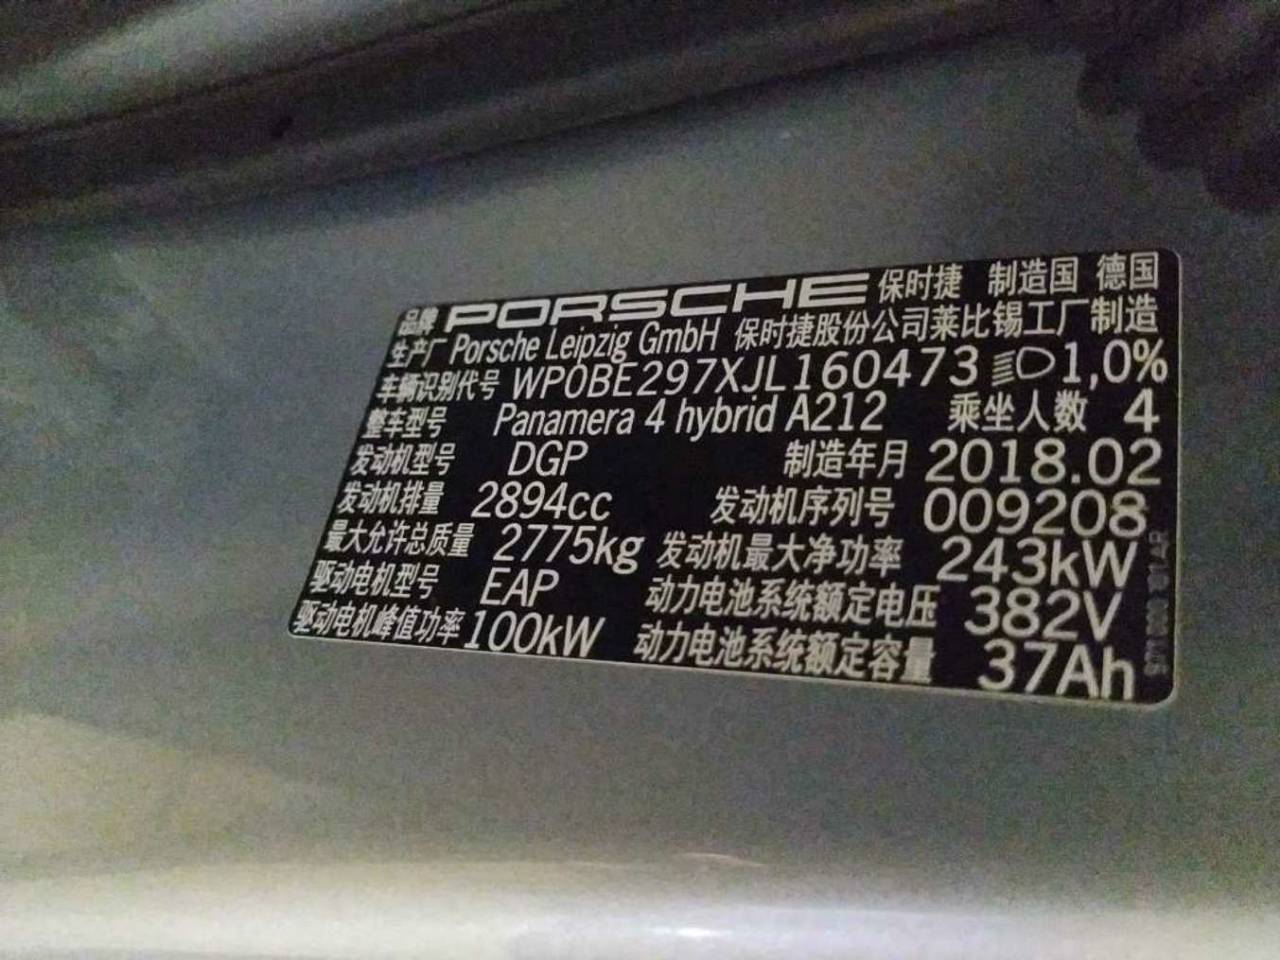 品牌 PORSCHE 保时捷 制造国 德国
生产厂 Porsche Leipzig GmbH 保时捷股份公司莱比锡工厂制造
车辆识别代号 WP0BE297XJL160473 1,0%
整车型号 Panamera 4 hybrid A212 乘坐人数 4
发动机型号 DGP 制造年月 2018.02
发动机排量 2894cc 发动机序列号 009208
最大允许总质量 2775kg 发动机最大净功率 243kW
驱动电机型号 EAP 动力电池系统额定电压 382V
驱动电机峰值功率 100kW 动力电池系统额定容量 37Ah